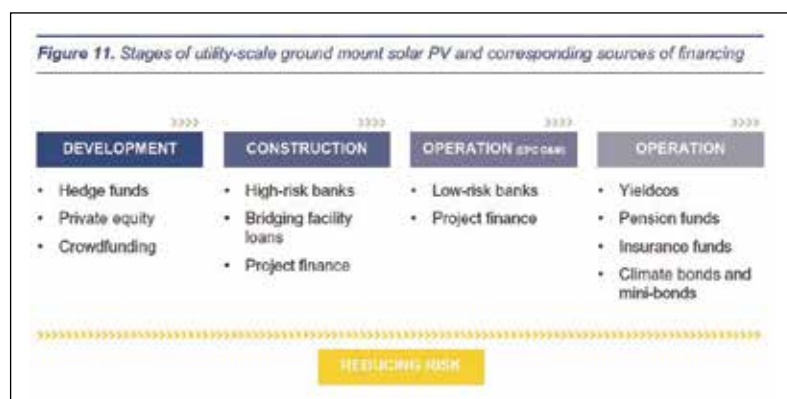 Figure 11. Stages of utility-scale ground mount solar PV and corresponding sources of financing
DEVELOPMENT
• Hedge funds
• Private equity
• Crowdfunding
CONSTRUCTION
• High-risk banks
• Bridging facility
loans
• Project finance
OPERATION (EPC O&M)
• Low-risk banks
• Project finance
OPERATION
• Yieldcos
• Pension funds
• Insurance funds
• Climate bonds and
mini-bonds
REDUCING RISK